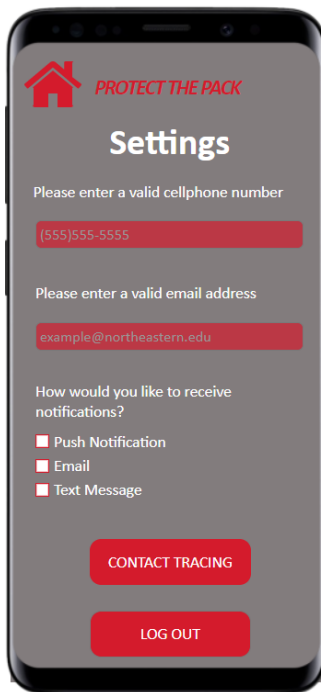 PROTECT THE PACK
Settings
Please enter a valid cellphone number
(555)555-5555
Please enter a valid email address
example@northeastern.edu
How would you like to receive
notifications?
Push Notification
Email
Text Message
CONTACT TRACING
LOG OUT